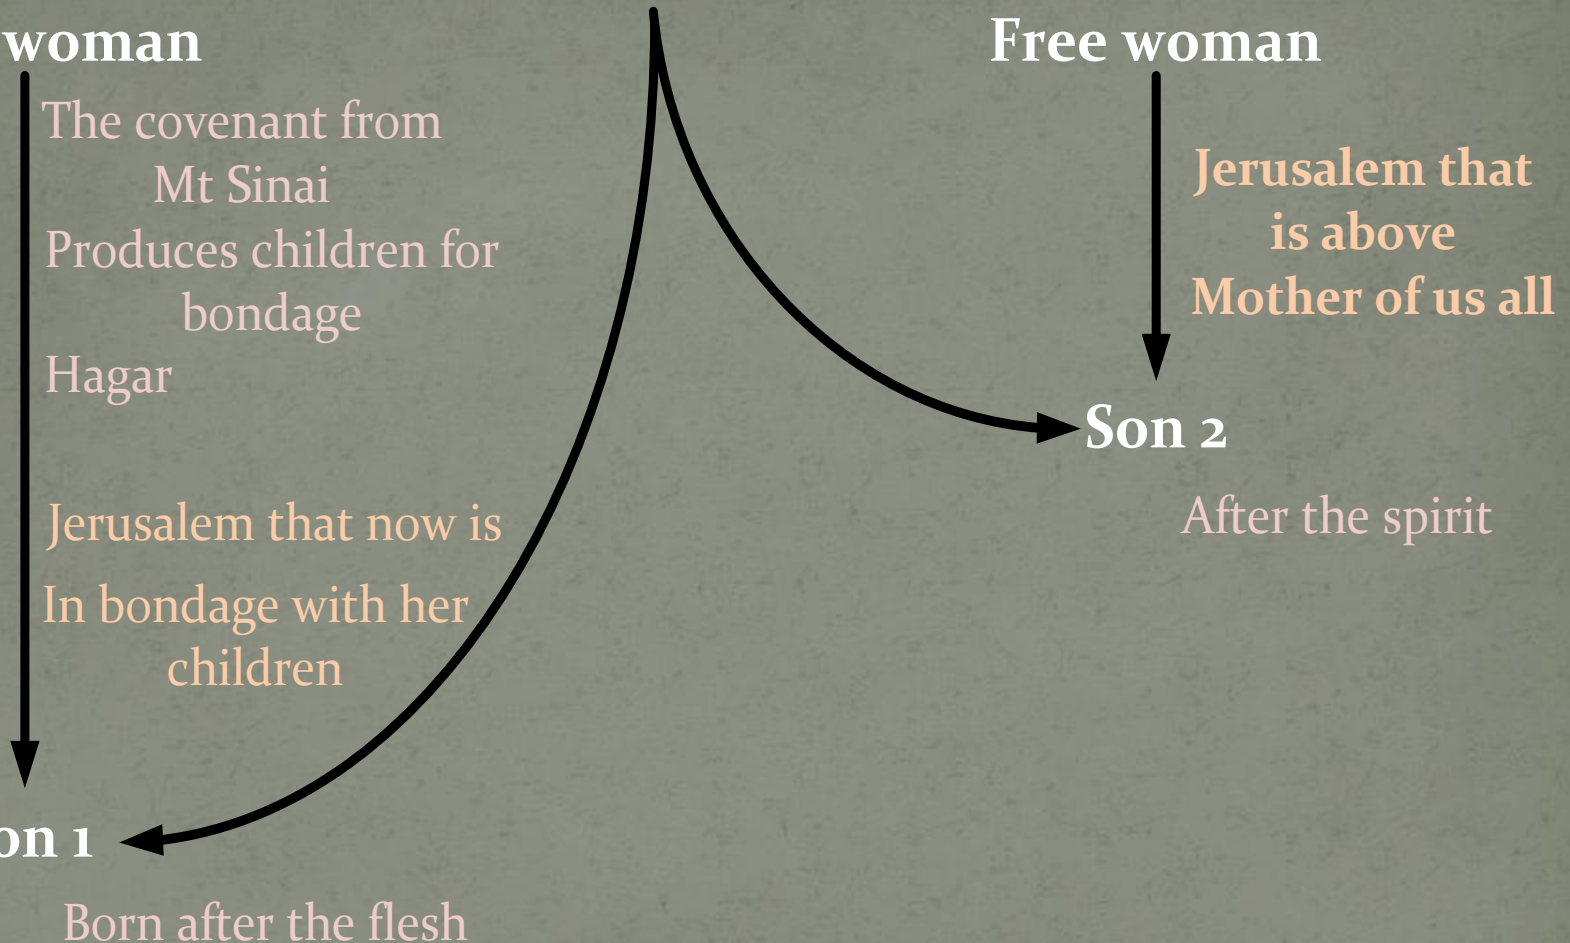 woman
The covenant from
Mt Sinai
Produces children for
bondage
Hagar
Jerusalem that now is
In bondage with her
children
on 1
Born after the flesh
Free woman
Jerusalem that
is above
Mother of us all
Son 2
After the spirit